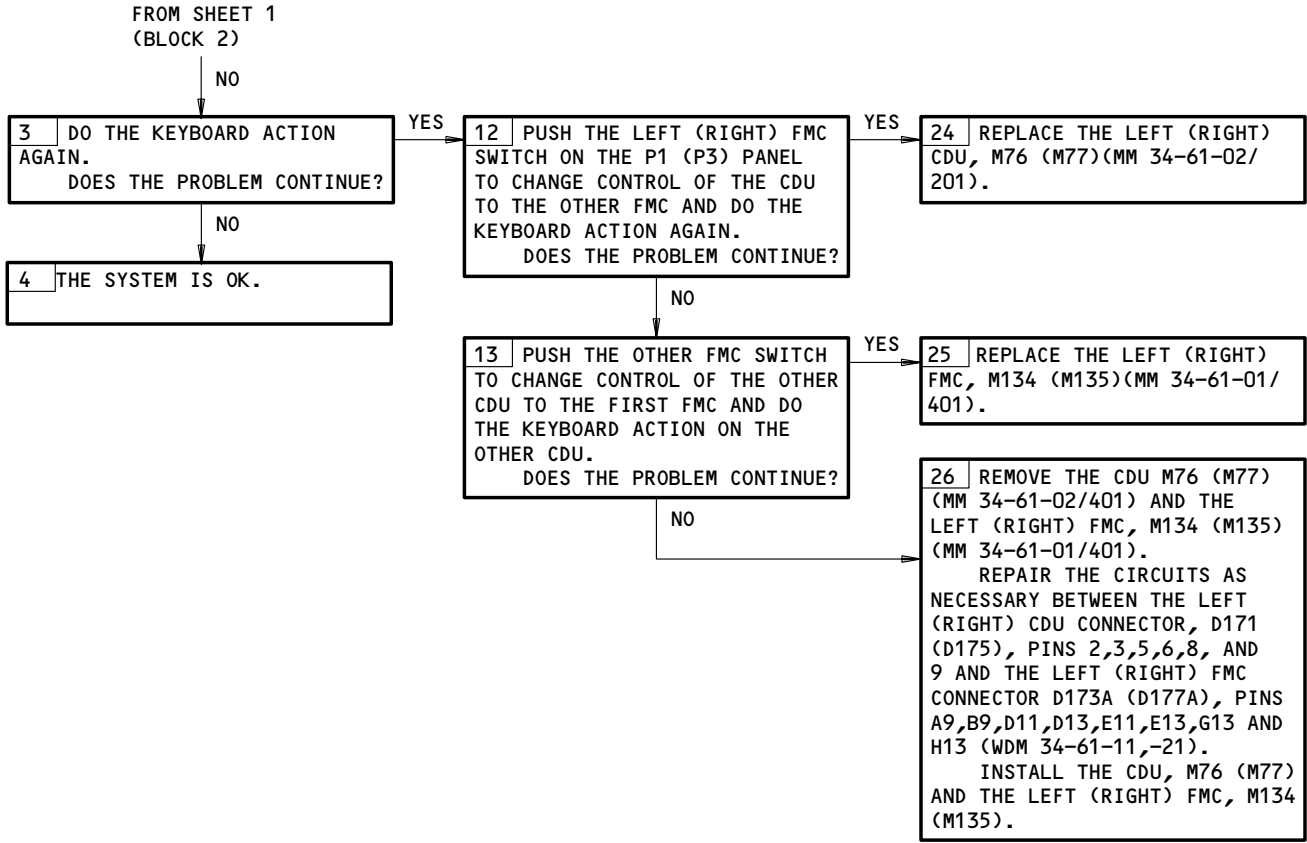 FROM SHEET 1
(BLOCK 2)
NO
3 DO THE KEYBOARD ACTION
AGAIN.
DOES THE PROBLEM CONTINUE?
YES
NO
4 THE SYSTEM IS OK.
12 PUSH THE LEFT (RIGHT) FMC
SWITCH ON THE P1 (P3) PANEL
TO CHANGE CONTROL OF THE CDU
TO THE OTHER FMC AND DO THE
KEYBOARD ACTION AGAIN.
DOES THE PROBLEM CONTINUE?
YES
NO
24 REPLACE THE LEFT (RIGHT)
CDU, M76 (M77)(MM 34-61-02/
201).
13 PUSH THE OTHER FMC SWITCH
TO CHANGE CONTROL OF THE OTHER
CDU TO THE FIRST FMC AND DO
THE KEYBOARD ACTION ON THE
OTHER CDU.
DOES THE PROBLEM CONTINUE?
YES
NO
25 REPLACE THE LEFT (RIGHT)
FMC, M134 (M135)(MM 34-61-01/
401).
26 REMOVE THE CDU M76 (M77)
(MM 34-61-02/401) AND THE
LEFT (RIGHT) FMC, M134 (M135)
(MM 34-61-01/401).
REPAIR THE CIRCUITS AS
NECESSARY BETWEEN THE LEFT
(RIGHT) CDU CONNECTOR, D171
(D175), PINS 2,3,5,6,8, AND
9 AND THE LEFT (RIGHT) FMC
CONNECTOR D173A (D177A), PINS
A9,B9,D11,D13,E11,E13,G13 AND
H13 (WDM 34-61-11,-21).
INSTALL THE CDU, M76 (M77)
AND THE LEFT (RIGHT) FMC, M134
(M135).